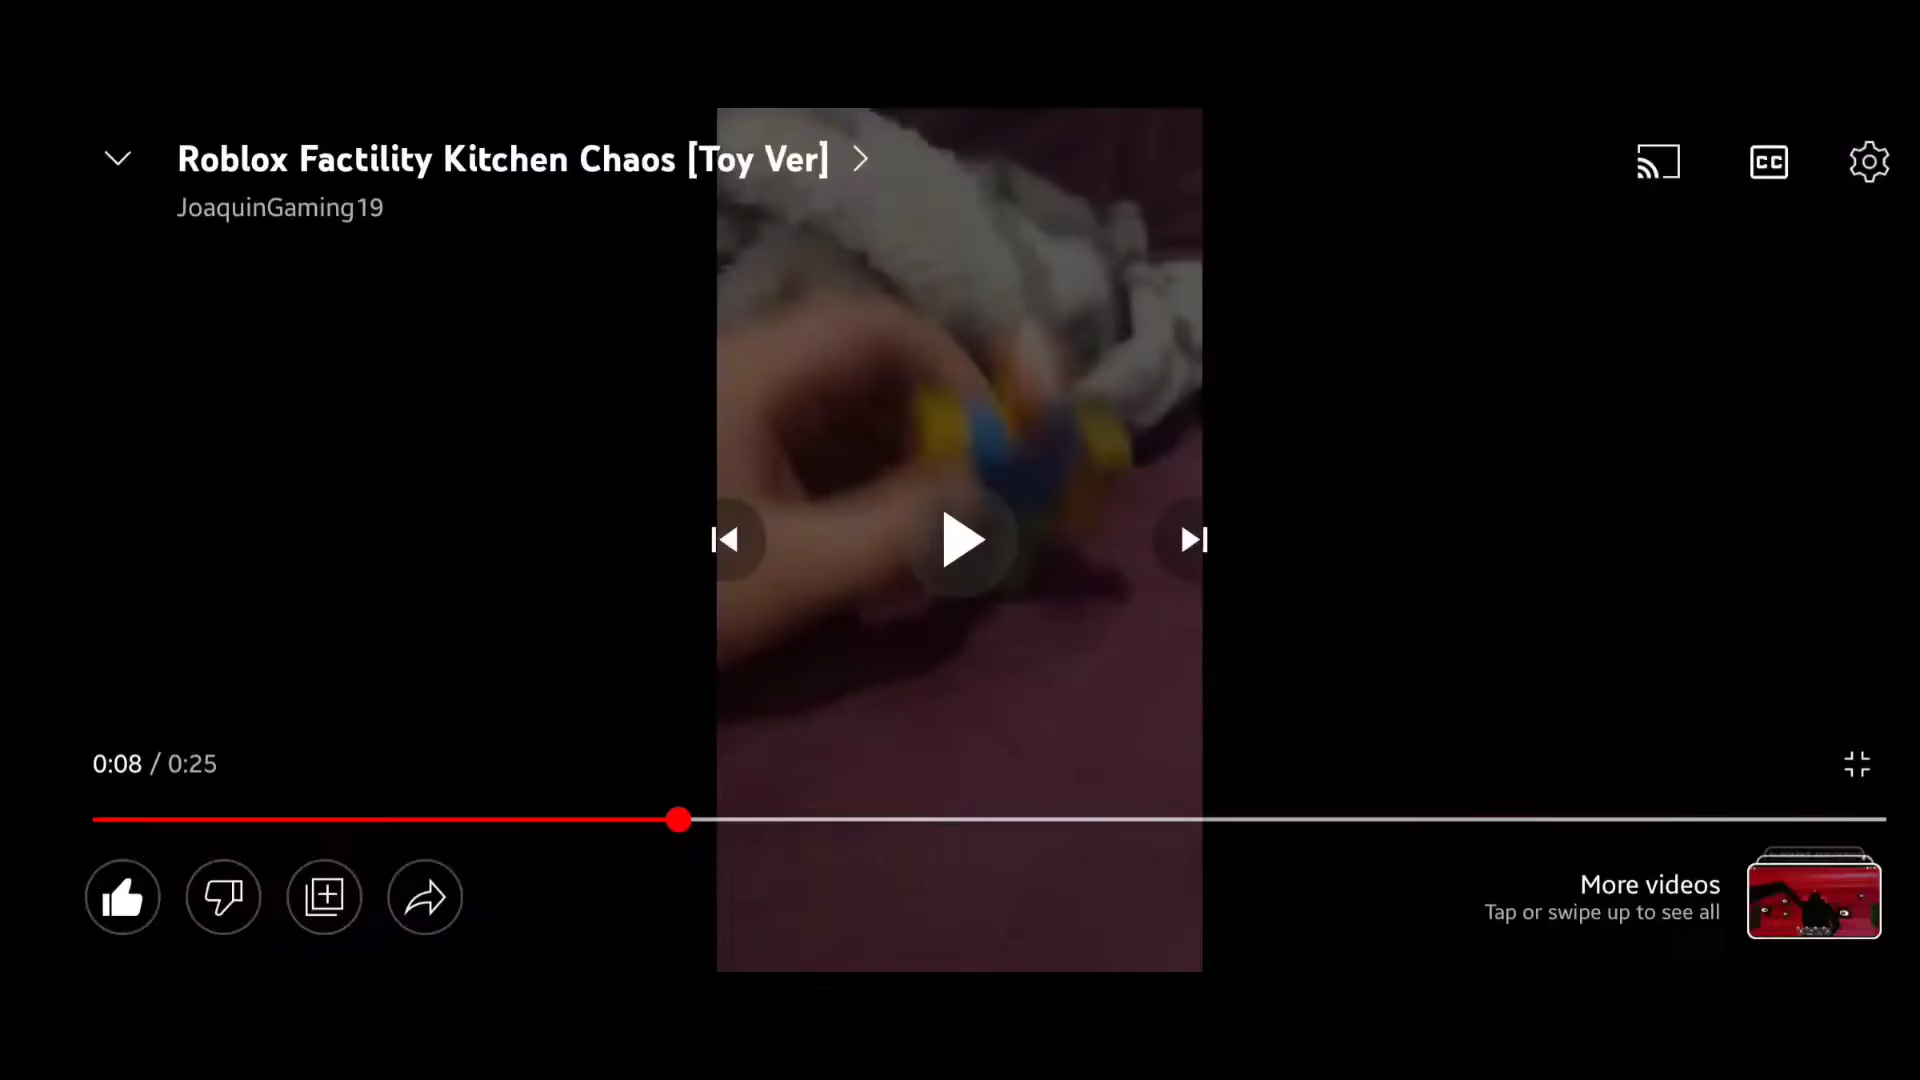 Roblox Factility Kitchen Chaos [Toy Ver]
JoaquinGaming19
CC
0:08 / 0:25
More videos
Tap or swipe up to see all